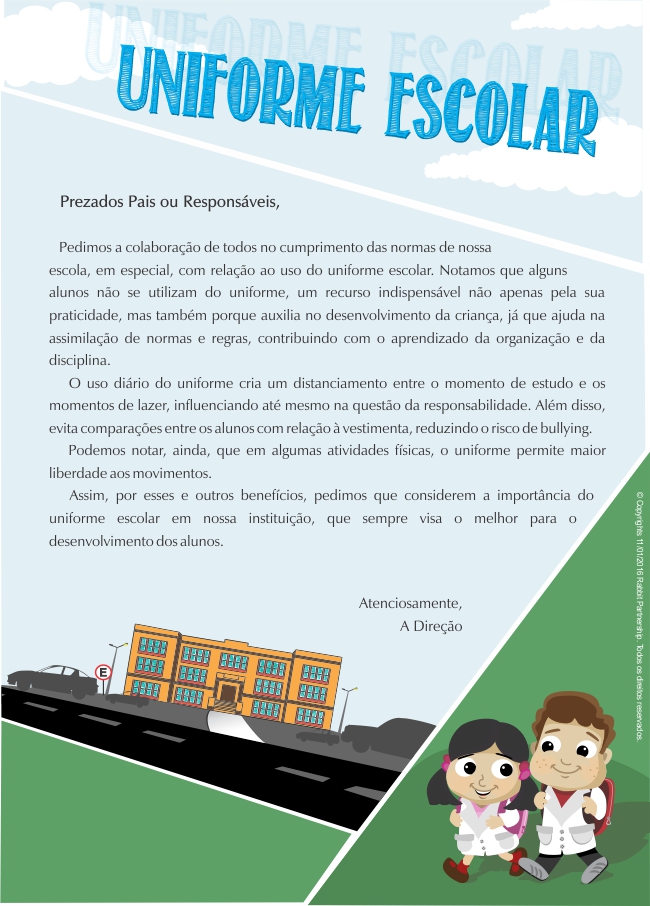 UNIFORME ESCOLAR
Prezados Pais ou Responsáveis,
Pedimos a colaboração de todos no cumprimento das normas de nossa
escola, em especial, com relação ao uso do uniforme escolar. Notamos que alguns
alunos não se utilizam do uniforme, um recurso indispensável não apenas pela sua
praticidade, mas também porque auxilia no desenvolvimento da criança, já que ajuda na
assimilação de normas e regras, contribuindo com o aprendizado da organização e da
disciplina.
O uso diário do uniforme cria um distanciamento entre o momento de estudo e os
momentos de lazer, influenciando até mesmo na questão da responsabilidade. Além disso,
evita comparações entre os alunos com relação à vestimenta, reduzindo o risco de bullying.
Podemos notar, ainda, que em algumas atividades físicas, o uniforme permite maior
liberdade aos movimentos.
Assim, por esses e outros benefícios, pedimos que considerem a importância do
uniforme escolar em nossa instituição, que sempre visa o melhor para o
desenvolvimento dos alunos.
Atenciosamente,
A Direção
E
© Copyrights 11/01/2016 Rabbit Partnership. Todos os direitos reservados.